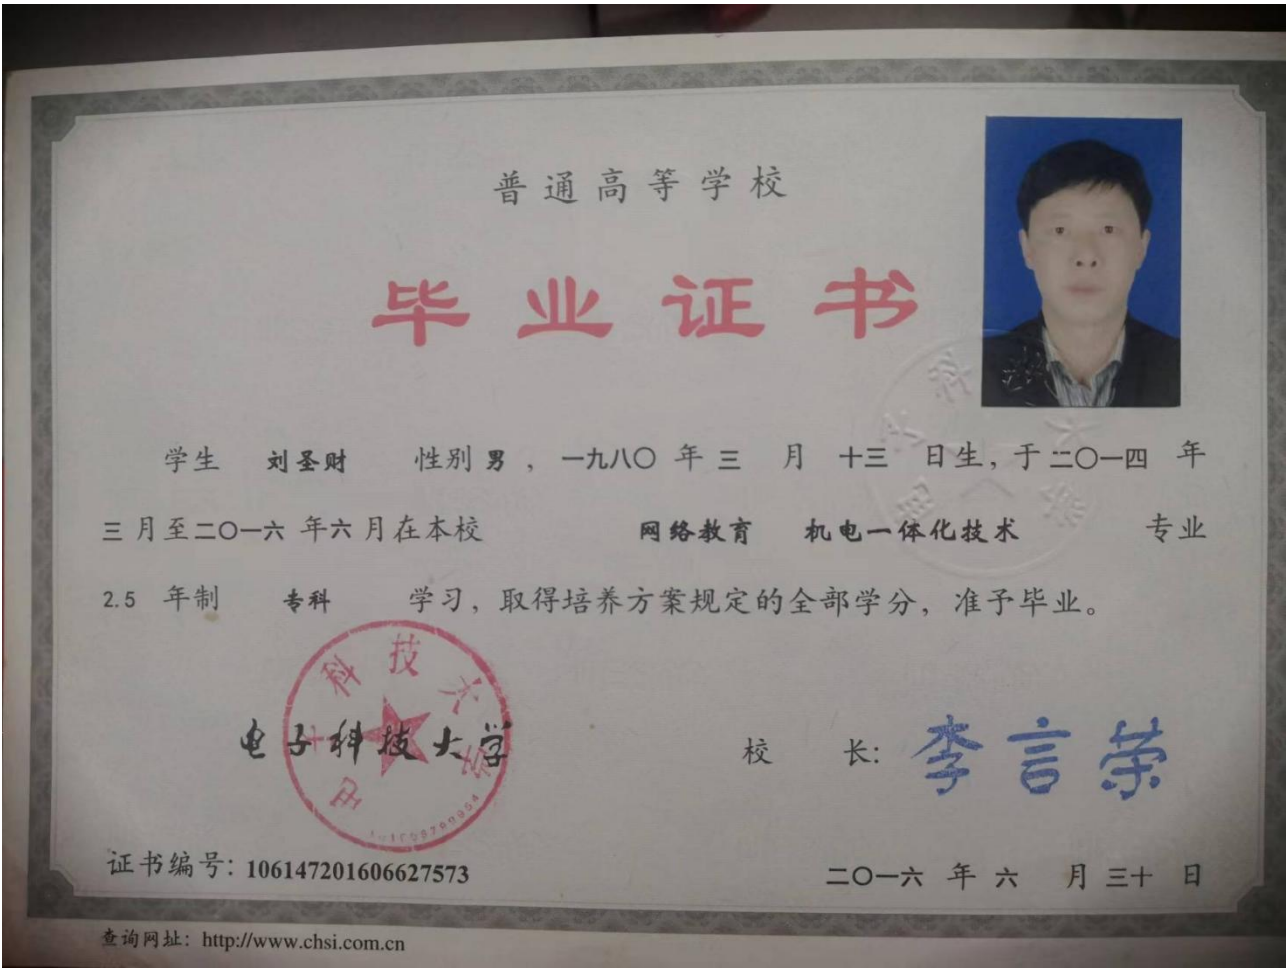 普通高等学校
毕业证书
学生 刘圣财 性别 男 ， 一九八〇 年 三 月 十三 日生，于 二〇一四 年
三 月至 二〇一六 年 六 月在本校 网络教育 机电一体化技术 专业
2.5 年制 专科 学习，取得培养方案规定的全部学分，准予毕业。
电子科技大学
电子科技大学
校 长： 李言荣
证书编号：106147201606627573
二〇一六 年 六 月 三十 日
查询网址：http://www.chsi.com.cn